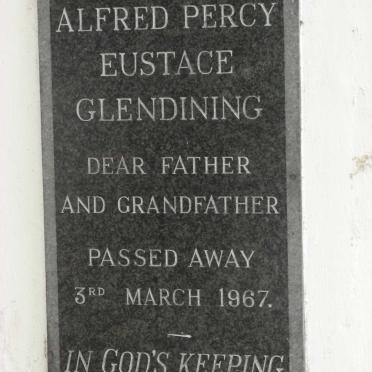 ALFRED PERCY
EUSTACE
GLENDINING
DEAR FATHER
AND GRANDFATHER
PASSED AWAY
3RD MARCH 1967.
IN GOD'S KEEPING